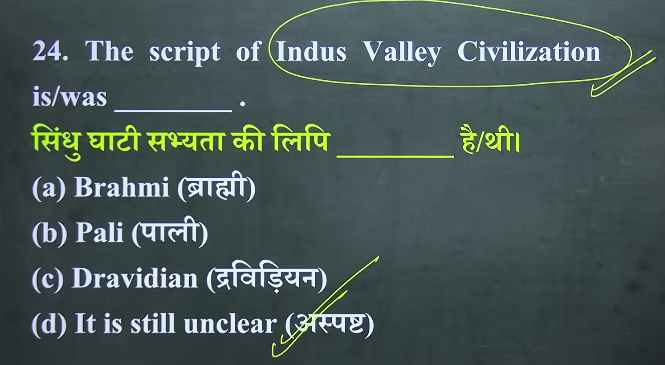 24. The script of Indus Valley Civilization
is/was ________ .
सिंधु घाटी सभ्यता की लिपि ________ है/थी।
(a) Brahmi (ब्राह्मी)
(b) Pali (पाली)
(c) Dravidian (द्रविड़ियन)
(d) It is still unclear (अस्पष्ट)